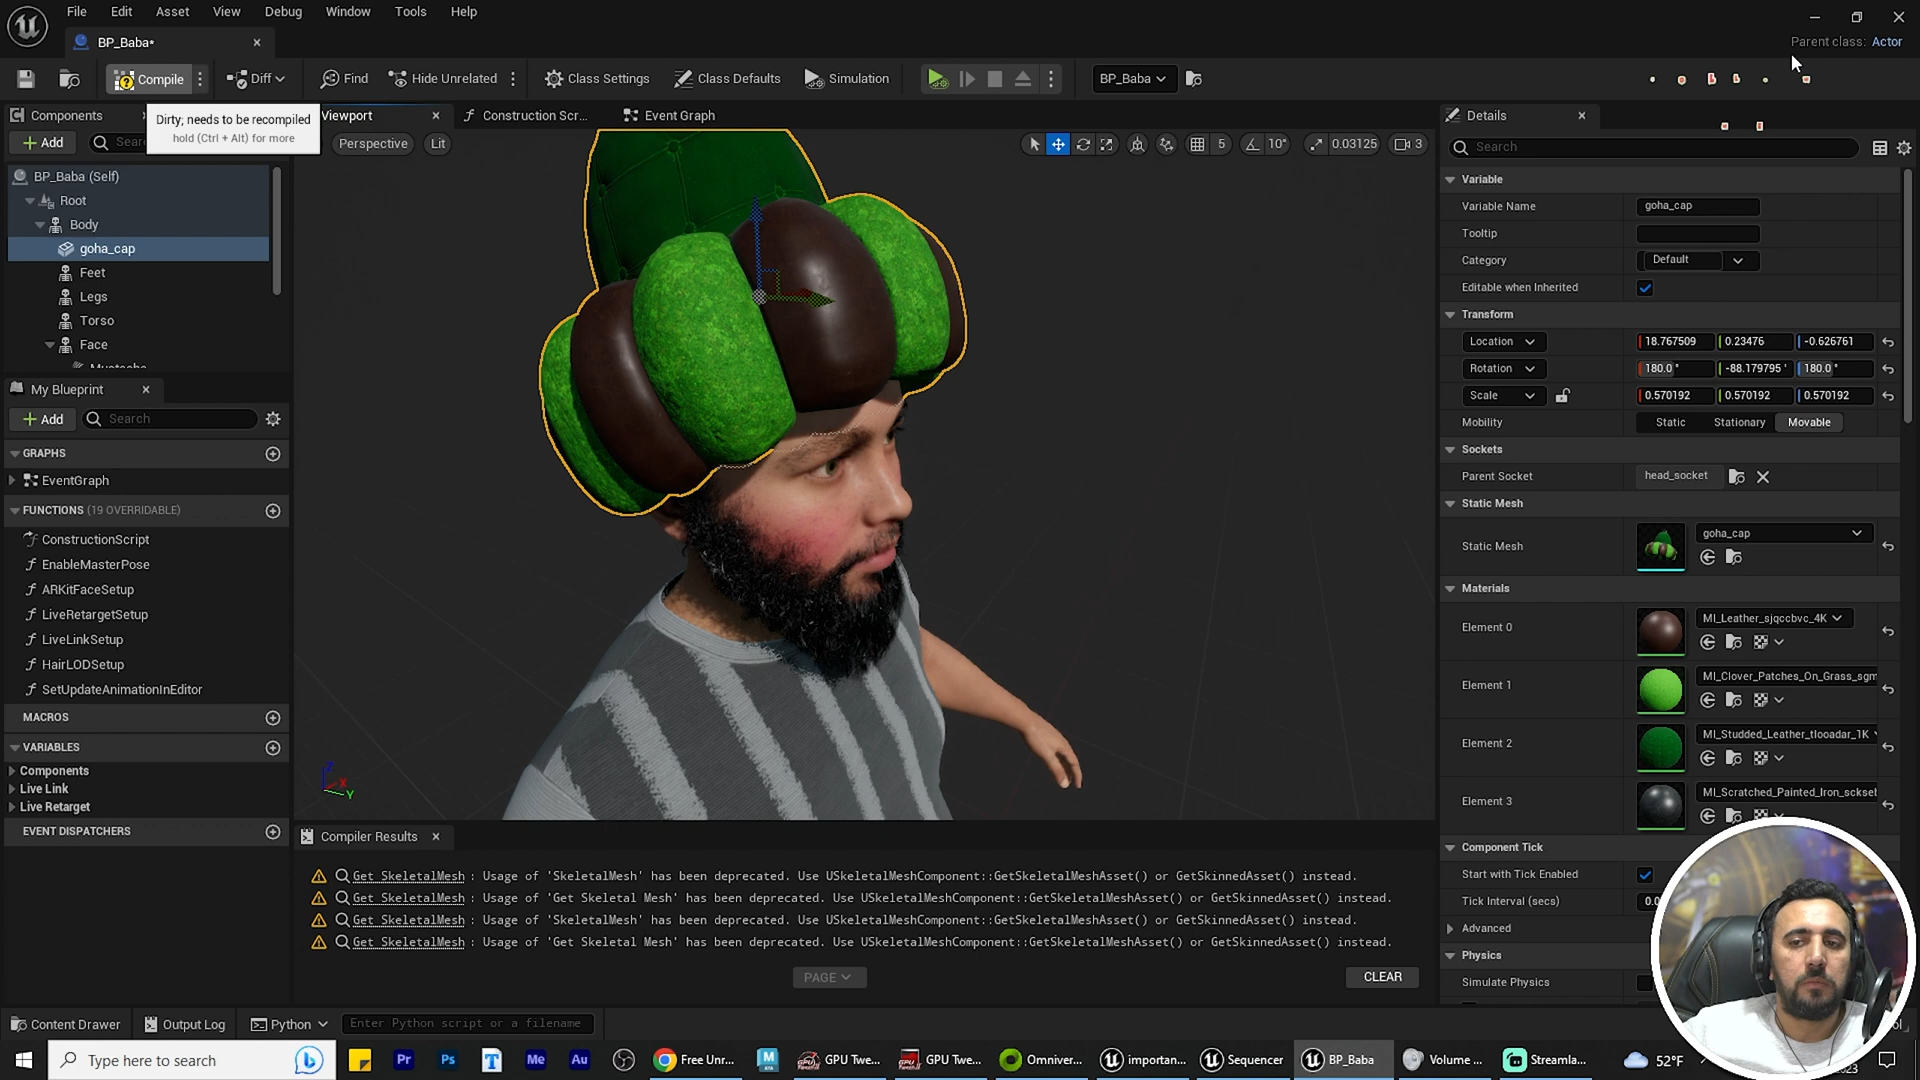 File Edit Asset View Debug Window Tools Help
BP_Baba*
Parent class: Actor
Compile Diff Find Hide Unrelated Class Settings Class Defaults Simulation BP_Baba
Dirty; needs to be recompiled
hold (Ctrl + Alt) for more
Components
Add
BP_Baba (Self)
Root
Body
goha_cap
Feet
Legs
Torso
Face
My Blueprint
Add Search
GRAPHS
EventGraph
FUNCTIONS (19 OVERRIDABLE)
ConstructionScript
EnableMasterPose
ARKitFaceSetup
LiveRetargetSetup
LiveLinkSetup
HairLODSetup
SetUpdateAnimationInEditor
MACROS
VARIABLES
Components
Live Link
Live Retarget
EVENT DISPATCHERS
Viewport Construction Scr... Event Graph
Perspective Lit 5 10° 0.03125 3
Z X Y
Compiler Results
Get SkeletalMesh : Usage of 'SkeletalMesh' has been deprecated. Use USkeletalMeshComponent::GetSkeletalMeshAsset() or GetSkinnedAsset() instead.
Get SkeletalMesh : Usage of 'Get Skeletal Mesh' has been deprecated. Use USkeletalMeshComponent::GetSkeletalMeshAsset() or GetSkinnedAsset() instead.
Get SkeletalMesh : Usage of 'SkeletalMesh' has been deprecated. Use USkeletalMeshComponent::GetSkeletalMeshAsset() or GetSkinnedAsset() instead.
Get SkeletalMesh : Usage of 'Get Skeletal Mesh' has been deprecated. Use USkeletalMeshComponent::GetSkeletalMeshAsset() or GetSkinnedAsset() instead.
PAGE CLEAR
Details
Search
Variable
Variable Name goha_cap
Tooltip
Category Default
Editable when Inherited
Transform
Location 18.767509 0.23476 -0.626761
Rotation 180.0 ° -88.179795 ° 180.0 °
Scale 0.570192 0.570192 0.570192
Mobility Static Stationary Movable
Sockets
Parent Socket head_socket
Static Mesh
Static Mesh goha_cap
Materials
Element 0 MI_Leather_sjqccbvc_4K
Element 1 MI_Clover_Patches_On_Grass_sgm
Element 2 MI_Studded_Leather_tlooadar_1K
Element 3 MI_Scratched_Painted_Iron_scksel
Component Tick
Start with Tick Enabled
Tick Interval (secs) 0.0
Advanced
Physics
Simulate Physics
Content Drawer Output Log Python Enter Python script or a filename
Type here to search Pr Ps T Me Au Free Unr... GPU Twe... GPU Twe... Omniver... importan... Sequencer BP_Baba Volume ... Streamla... 52°F